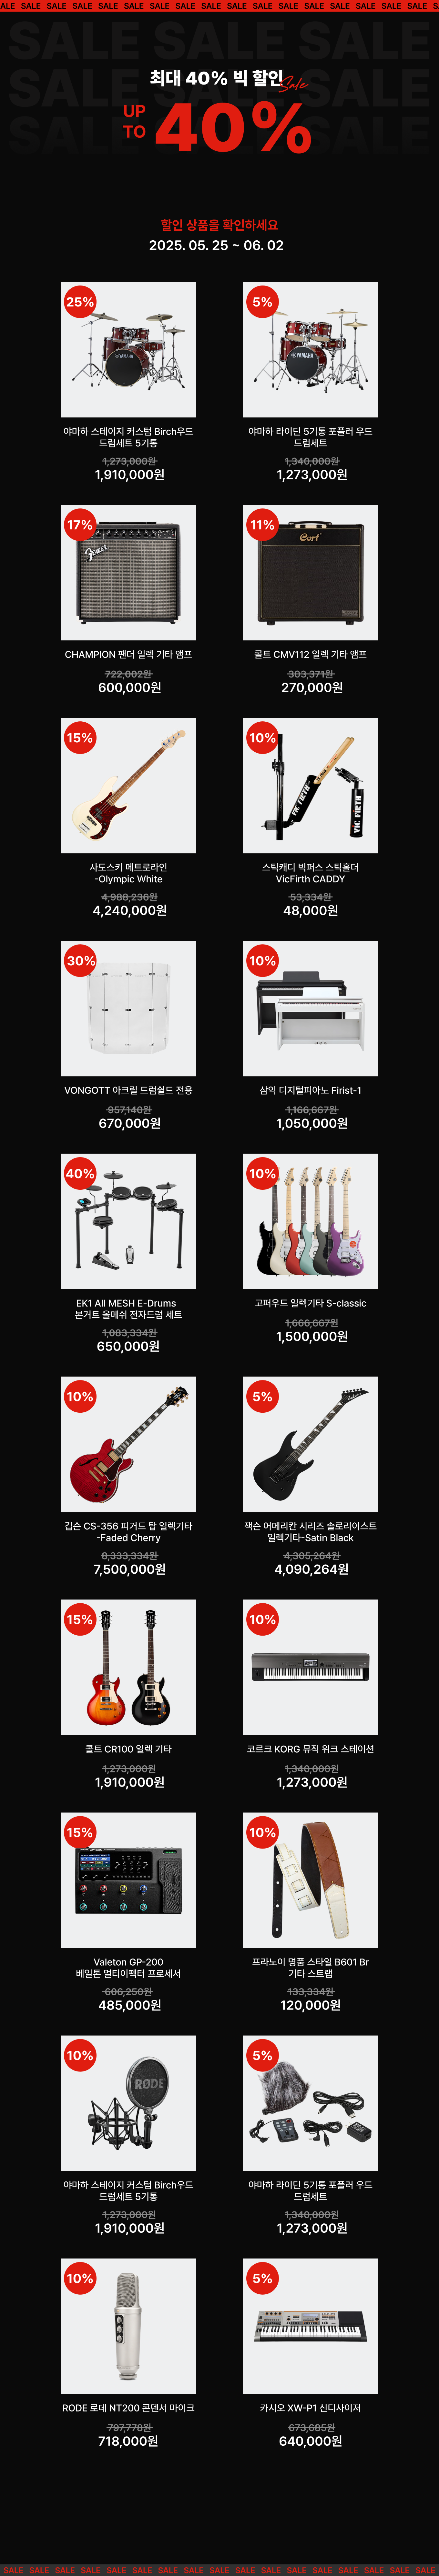 ALE SALE SALE SALE SALE SALE SALE SALE SALE SALE SALE SALE SALE SALE SALE SALE S
SALE SALE SALE
SALE SALE SALE
SALE SALE SALE
최대 40% 빅 할인
Sale
UP TO 40%
할인 상품을 확인하세요
2025. 05. 25 ~ 06. 02
25%
YAMAHA
야마하 스테이지 커스텀 Birch우드
드럼세트 5기통
1,273,000원
1,910,000원
5%
YAMAHA
야마하 라이딘 5기통 포플러 우드
드럼세트
1,340,000원
1,273,000원
17%
Fender
CHAMPION 팬더 일렉 기타 앰프
722,002원
600,000원
11%
Cort
콜트 CMV112 일렉 기타 앰프
303,371원
270,000원
15%
사도스키 메트로라인
-Olympic White
4,988,236원
4,240,000원
10%
VIC FIRTH
VIC FIRTH
스틱캐디 빅퍼스 스틱홀더
VicFirth CADDY
53,334원
48,000원
30%
VONGOTT 아크릴 드럼쉴드 전용
957,140원
670,000원
10%
삼익 디지털피아노 Firist-1
1,166,667원
1,050,000원
40%
EK1 All MESH E-Drums
본거트 올메쉬 전자드럼 세트
1,083,334원
650,000원
10%
고퍼우드 일렉기타 S-classic
1,666,667원
1,500,000원
10%
깁슨 CS-356 피거드 탑 일렉기타
-Faded Cherry
8,333,334원
7,500,000원
5%
잭슨 어메리칸 시리즈 솔로리이스트
일렉기타-Satin Black
4,305,264원
4,090,264원
15%
콜트 CR100 일렉 기타
1,273,000원
1,910,000원
10%
코르크 KORG 뮤직 워크 스테이션
1,340,000원
1,273,000원
15%
Valeton GP-200
베일톤 멀티이펙터 프로세서
606,250원
485,000원
10%
프라노이 명품 스타일 B601 Br
기타 스트랩
133,334원
120,000원
10%
RØDE
야마하 스테이지 커스텀 Birch우드
드럼세트 5기통
1,273,000원
1,910,000원
5%
야마하 라이딘 5기통 포플러 우드
드럼세트
1,340,000원
1,273,000원
10%
RODE 로데 NT200 콘덴서 마이크
797,778원
718,000원
5%
카시오 XW-P1 신디사이저
673,685원
640,000원
SALE SALE SALE SALE SALE SALE SALE SALE SALE SALE SALE SALE SALE SALE SALE SALE SALE